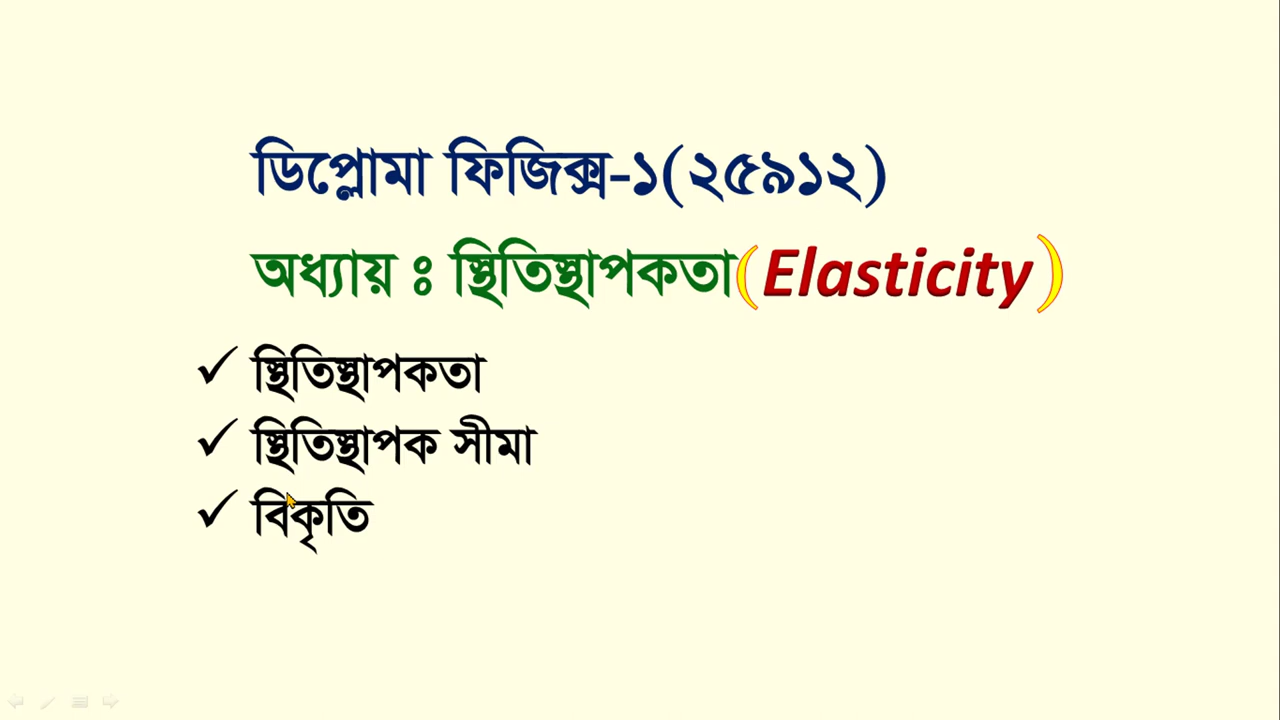 ডিপ্লোমা ফিজিক্স-১(২৫৯১২)
অধ্যায় ঃ স্থিতিস্থাপকতা(Elasticity)
✓ স্থিতিস্থাপকতা
✓ স্থিতিস্থাপক সীমা
✓ বিকৃতি